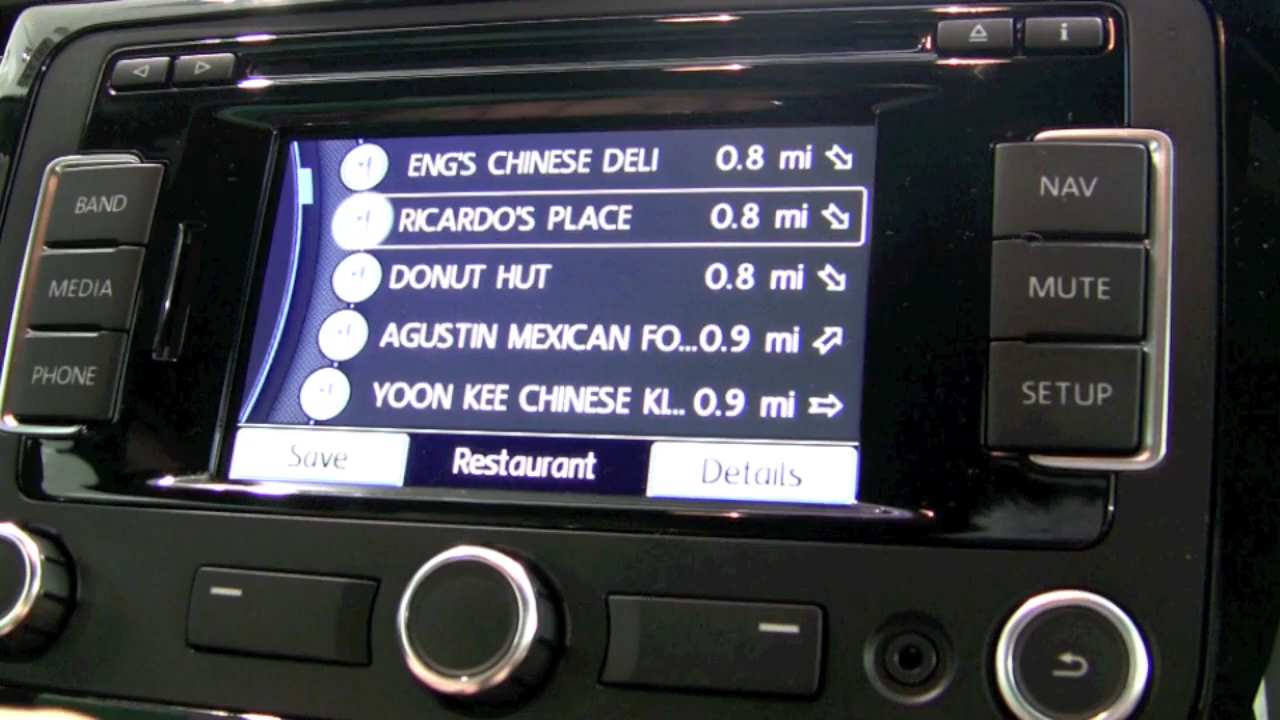 i
BAND
MEDIA
PHONE
ENG'S CHINESE DELI 0.8 mi
RICARDO'S PLACE 0.8 mi
DONUT HUT 0.8 mi
AGUSTIN MEXICAN FO... 0.9 mi
YOON KEE CHINESE KI... 0.9 mi
Save Restaurant Details
NAV
MUTE
SETUP